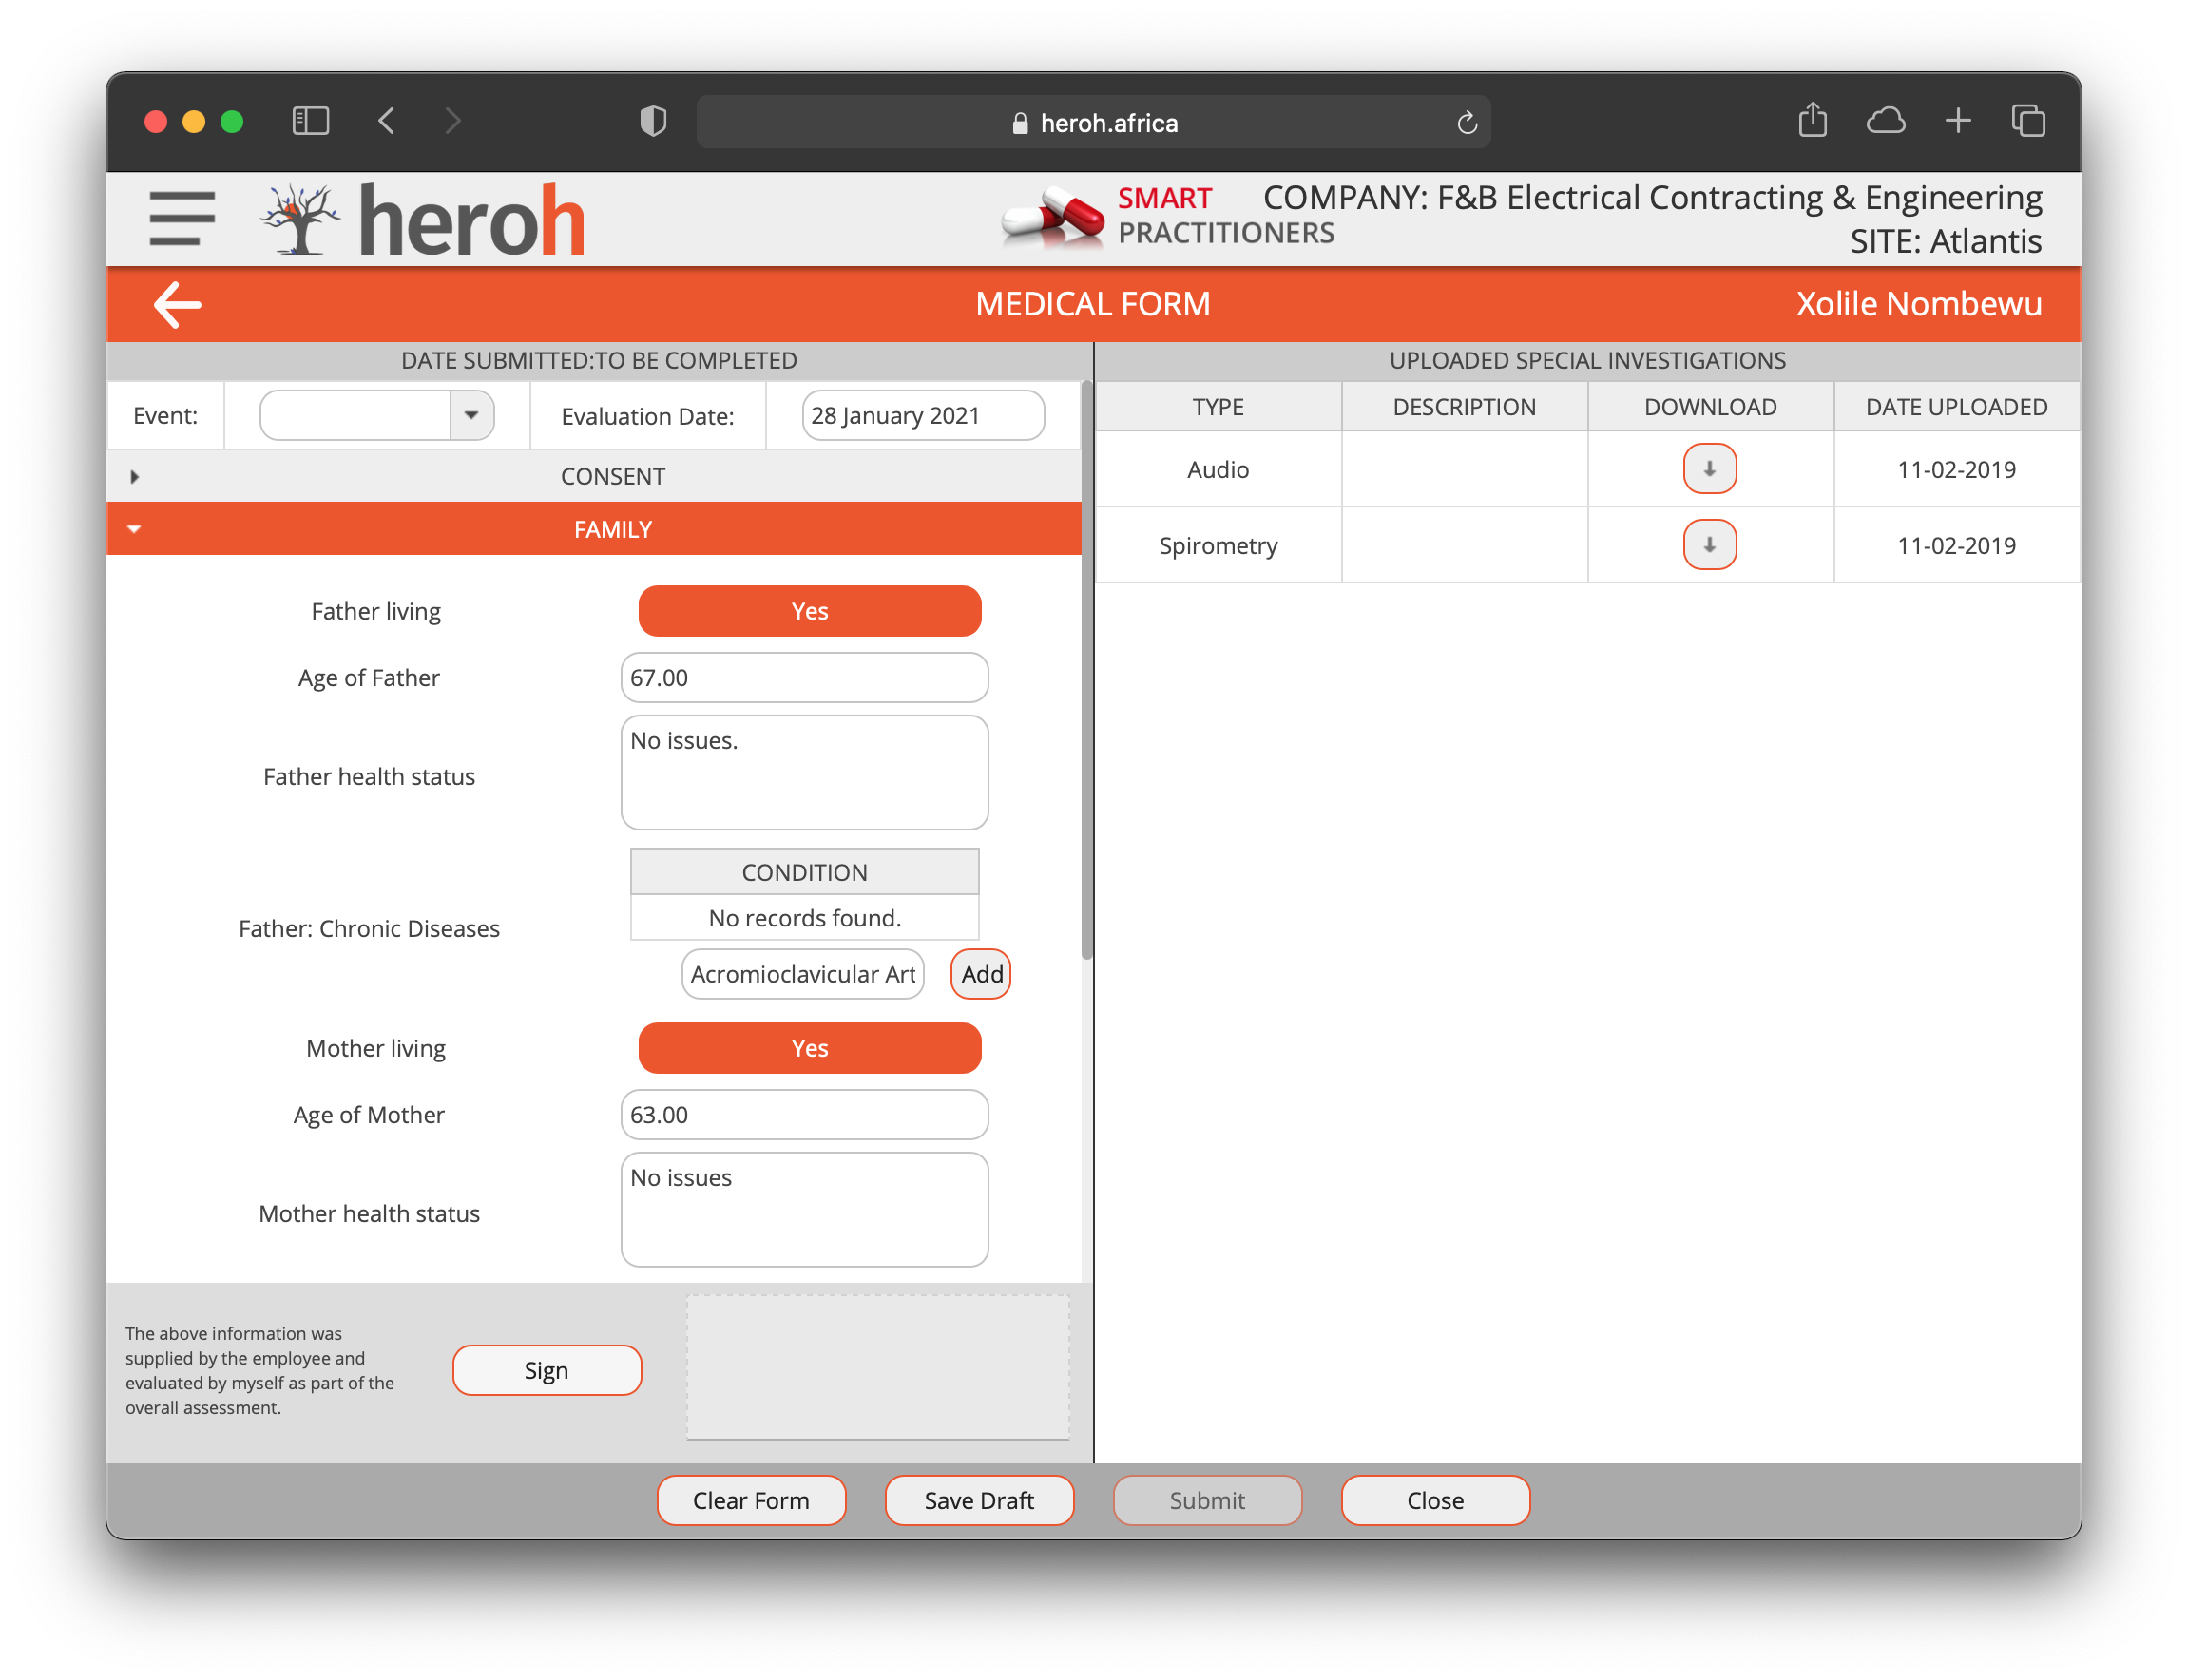 heroh.africa
heroh
SMART
PRACTITIONERS
COMPANY: F&B Electrical Contracting & Engineering
SITE: Atlantis
MEDICAL FORM
Xolile Nombewu
DATE SUBMITTED:TO BE COMPLETED
Event:
Evaluation Date:
28 January 2021
CONSENT
FAMILY
Father living
Yes
Age of Father
67.00
Father health status
No issues.
Father: Chronic Diseases
CONDITION
No records found.
Acromioclavicular Art
Add
Mother living
Yes
Age of Mother
63.00
Mother health status
No issues
The above information was
supplied by the employee and
evaluated by myself as part of the
overall assessment.
Sign
UPLOADED SPECIAL INVESTIGATIONS
TYPE DESCRIPTION DOWNLOAD DATE UPLOADED
Audio 11-02-2019
Spirometry 11-02-2019
Clear Form
Save Draft
Submit
Close